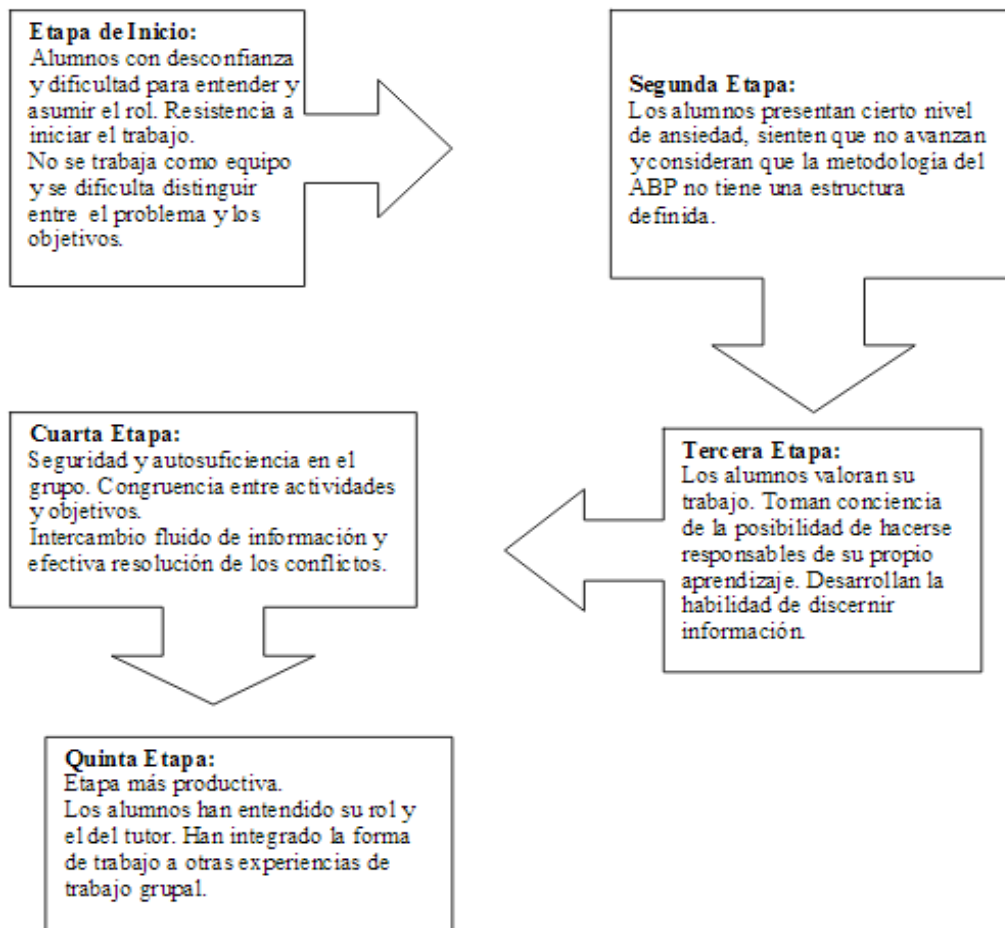 Etapa de Inicio:
Alumnos con desconfianza
y dificultad para entender y
asumir el rol. Resistencia a
iniciar el trabajo.
No se trabaja como equipo
y se dificulta distinguir
entre el problema y los
objetivos.
Segunda Etapa:
Los alumnos presentan cierto nivel
de ansiedad, sienten que no avanzan
y consideran que la metodología del
ABP no tiene una estructura
definida.
Tercera Etapa:
Los alumnos valoran su
trabajo. Toman conciencia
de la posibilidad de hacerse
responsables de su propio
aprendizaje. Desarrollan la
habilidad de discernir
información.
Cuarta Etapa:
Seguridad y autosuficiencia en el
grupo. Congruencia entre actividades
y objetivos.
Intercambio fluido de información y
efectiva resolución de los conflictos.
Quinta Etapa:
Etapa más productiva.
Los alumnos han entendido su rol y
el del tutor. Han integrado la forma
de trabajo a otras experiencias de
trabajo grupal.